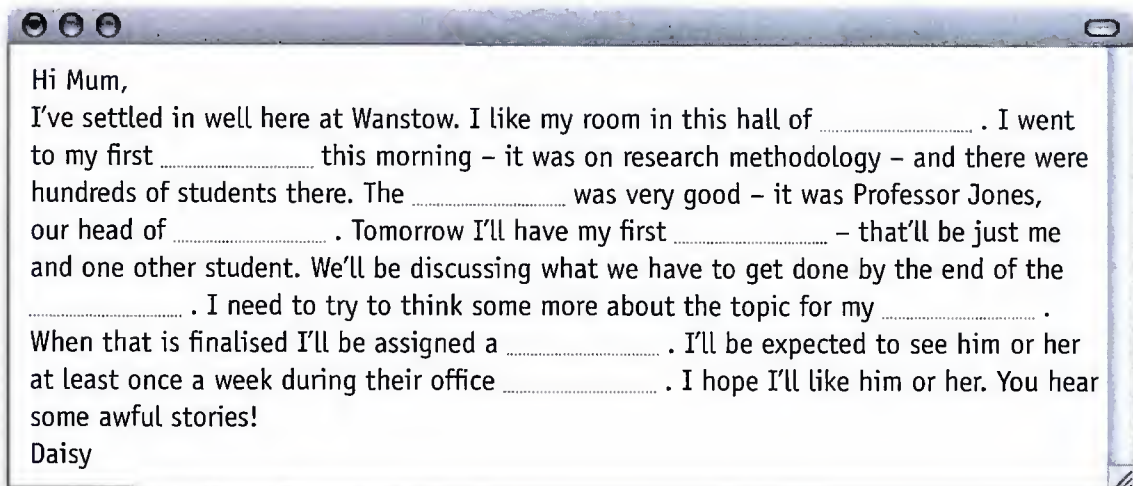 Hi Mum,
I've settled in well here at Wanstow. I like my room in this hall of ..................... . I went
to my first ..................... this morning – it was on research methodology – and there were
hundreds of students there. The ..................... was very good – it was Professor Jones,
our head of ..................... . Tomorrow I'll have my first ..................... – that'll be just me
and one other student. We'll be discussing what we have to get done by the end of the
..................... . I need to try to think some more about the topic for my ..................... .
When that is finalised I'll be assigned a ..................... . I'll be expected to see him or her
at least once a week during their office ..................... . I hope I'll like him or her. You hear
some awful stories!
Daisy